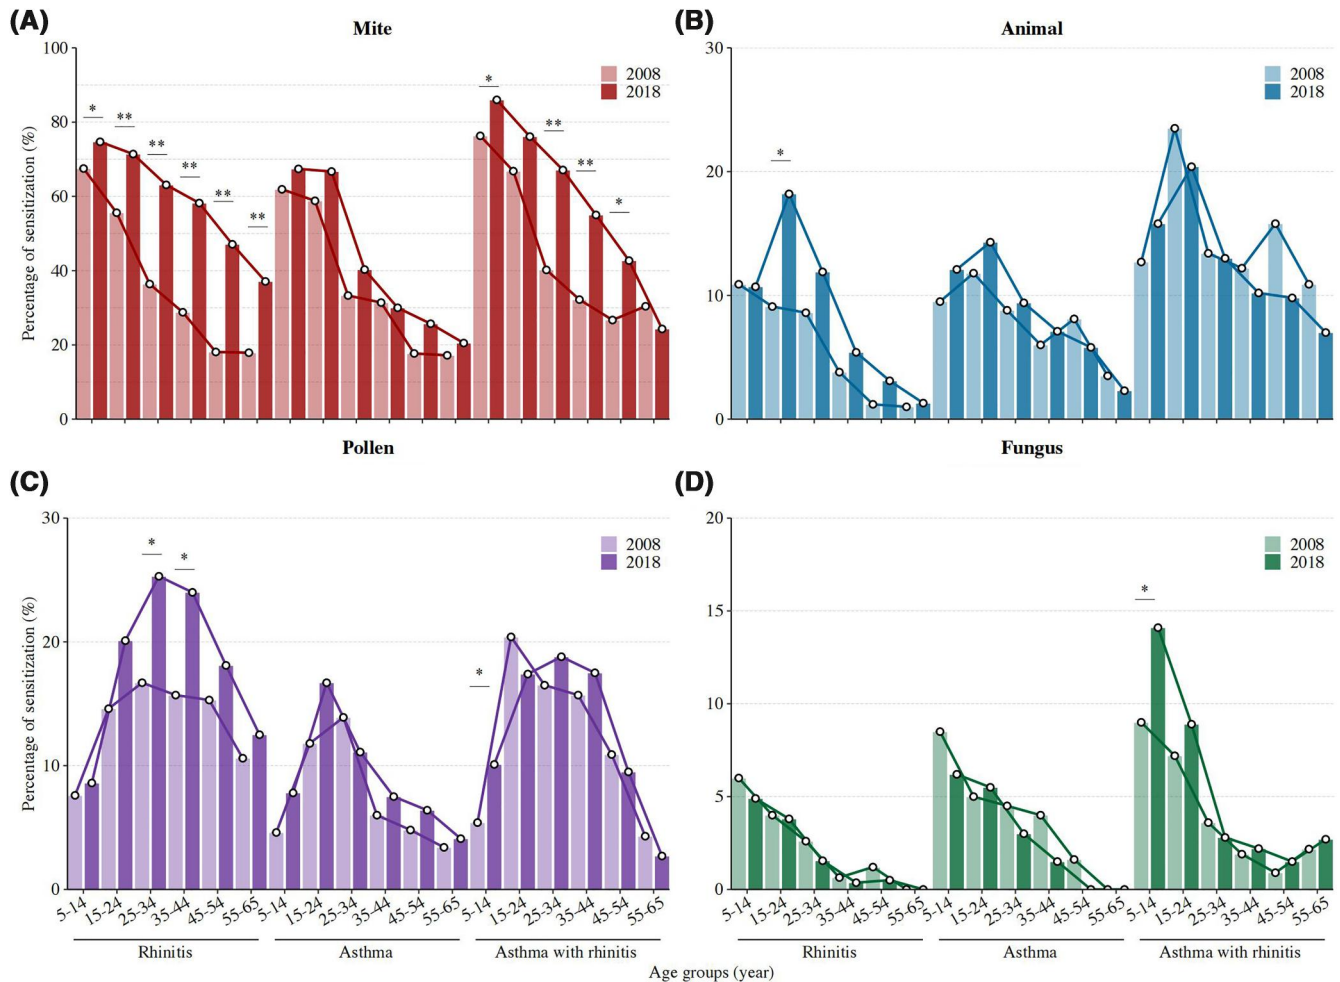 (A)
Mite
Percentage of sensitization (%)
100
80
60
40
20
0
2008
2018
*
**
**
**
**
**
*
**
**
*
(B)
Animal
30
20
10
0
2008
2018
*
(C)
Pollen
Percentage of sensitization (%)
30
20
10
0
2008
2018
*
*
*
5-14 15-24 25-34 35-44 45-54 55-65 5-14 15-24 25-34 35-44 45-54 55-65 5-14 15-24 25-34 35-44 45-54 55-65
Rhinitis Asthma Asthma with rhinitis
(D)
Fungus
20
15
10
5
0
2008
2018
*
5-14 15-24 25-34 35-44 45-54 55-65 5-14 15-24 25-34 35-44 45-54 55-65 5-14 15-24 25-34 35-44 45-54 55-65
Rhinitis Asthma Asthma with rhinitis
Age groups (year)